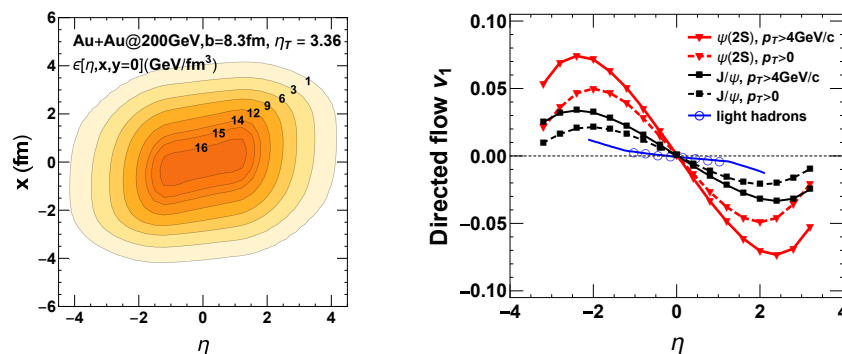 Au+Au@200GeV,b=8.3fm, η_T = 3.36
ϵ[η,x,y=0](GeV/fm³)
1
3
6
9
12
14
15
16
6
4
2
0
−2
−4
−6
x (fm)
−4 −2 0 2 4
η
ψ(2S), p_T>4GeV/c
ψ(2S), p_T>0
J/ψ, p_T>4GeV/c
J/ψ, p_T>0
light hadrons
0.10
0.05
0.00
−0.05
−0.10
Directed flow v₁
−4 −2 0 2 4
η